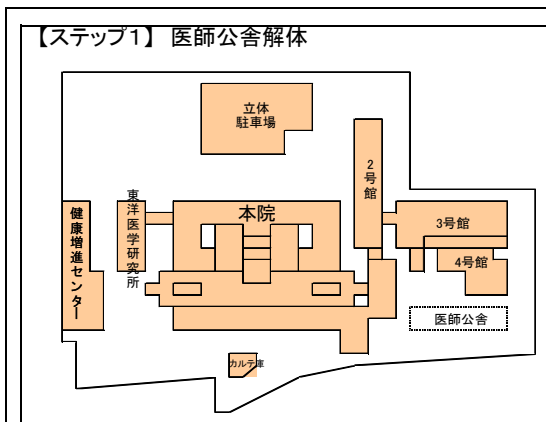 【ステップ1】 医師公舎解体
立体
駐車場
2号館
東洋医学研究所
本院
健康増進センター
3号館
4号館
医師公舎
カルテ庫